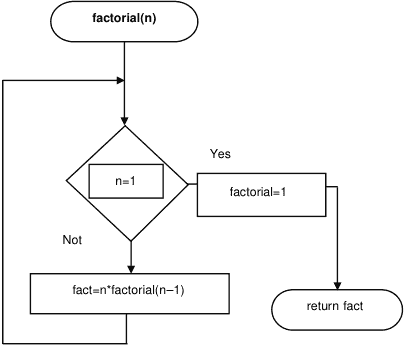 factorial(n)
Yes
n=1
factorial=1
Not
fact=n*factorial(n–1)
return fact